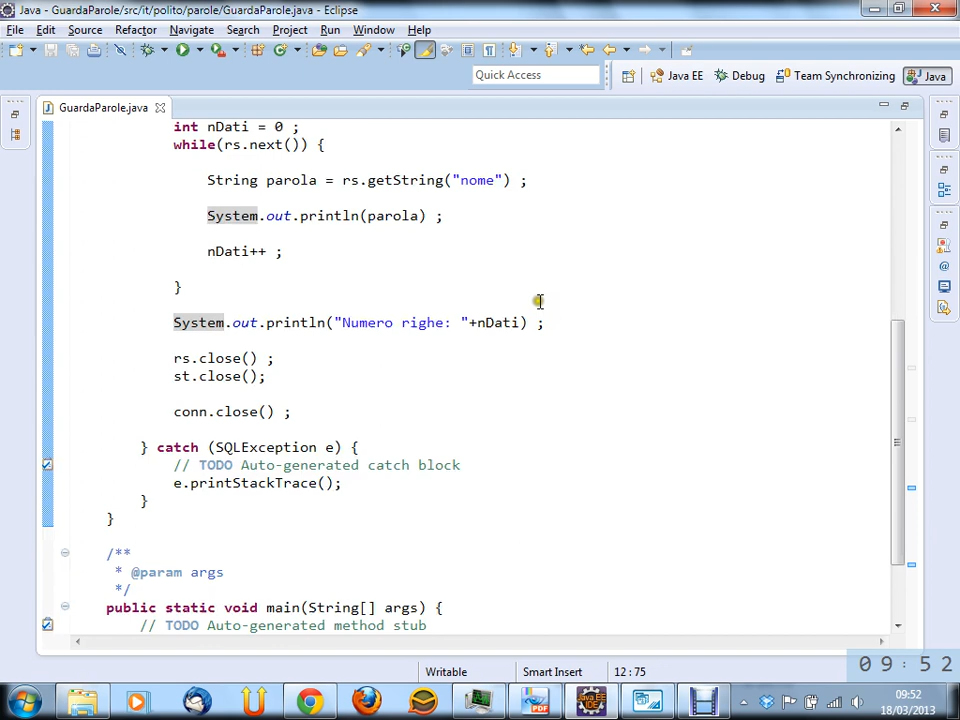 Java - GuardaParole/src/it/polito/parole/GuardaParole.java - Eclipse
File Edit Source Refactor Navigate Search Project Run Window Help
Quick Access Java EE Debug Team Synchronizing Java
GuardaParole.java
int nDati = 0 ;
while(rs.next()) {
String parola = rs.getString("nome") ;
System.out.println(parola) ;
nDati++ ;
}
System.out.println("Numero righe: "+nDati) ;
rs.close() ;
st.close();
conn.close() ;
} catch (SQLException e) {
// TODO Auto-generated catch block
e.printStackTrace();
}
}
/**
* @param args
*/
public static void main(String[] args) {
// TODO Auto-generated method stub
Writable Smart Insert 12 : 75
09:52
09:52
18/03/2013